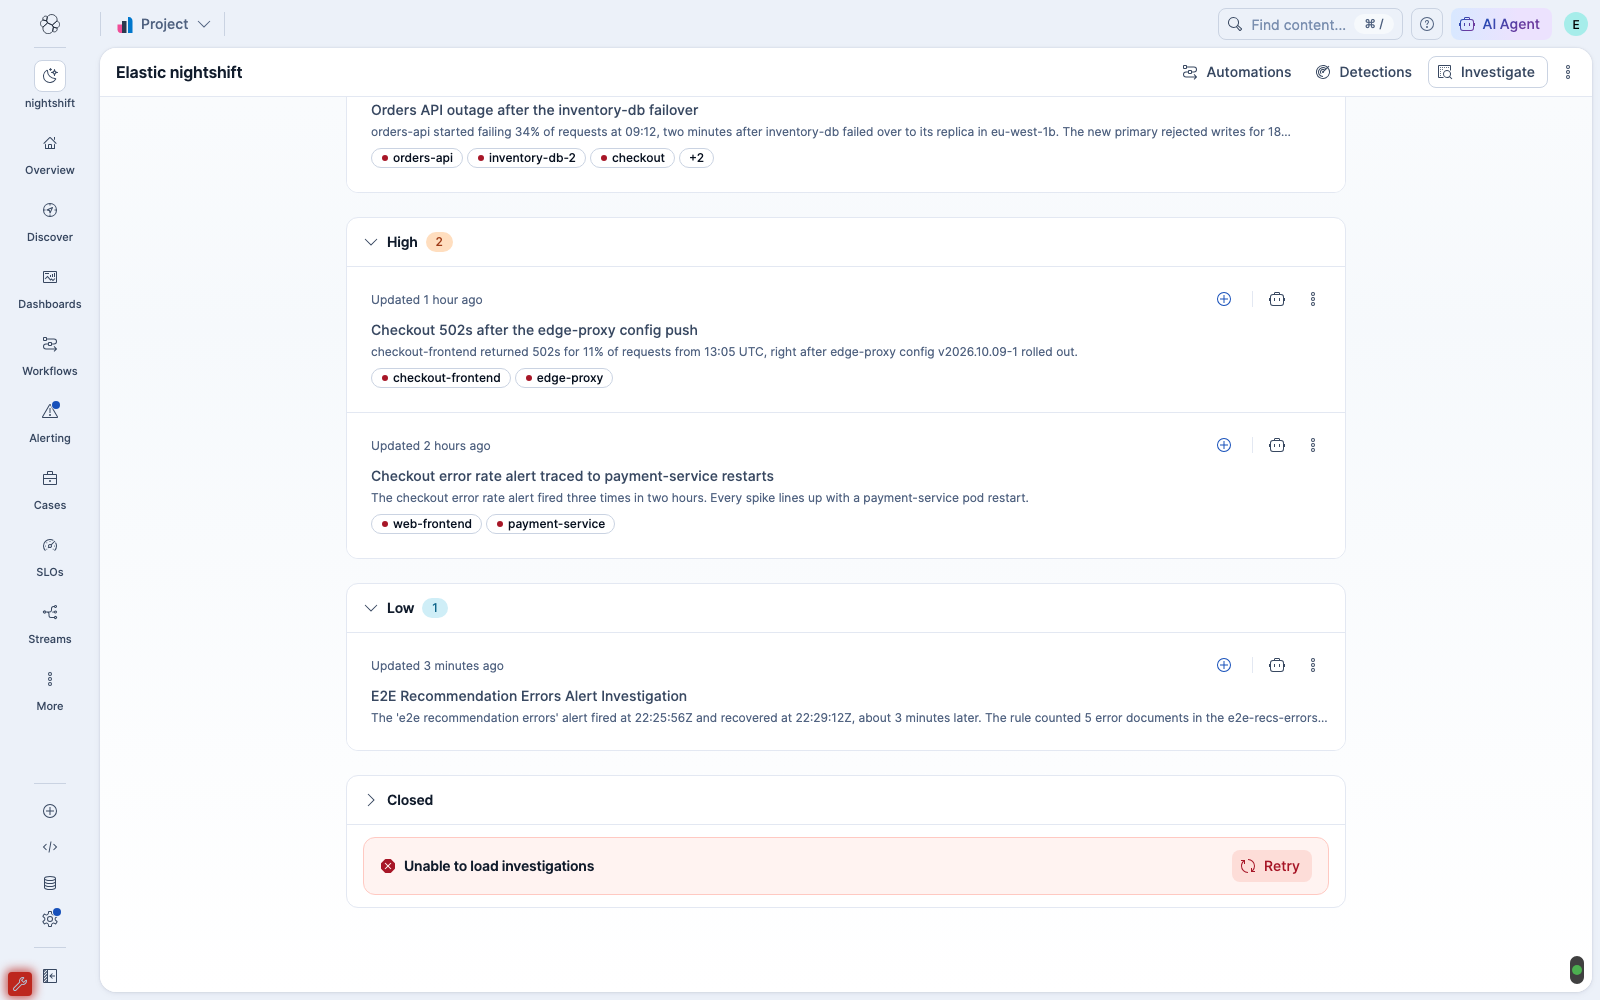 Project
Find content...
⌘ /
AI Agent
E
Elastic nightshift
Automations
Detections
Investigate
nightshift
Overview
Discover
Dashboards
Workflows
Alerting
Cases
SLOs
Streams
More
Orders API outage after the inventory-db failover
orders-api started failing 34% of requests at 09:12, two minutes after inventory-db failed over to its replica in eu-west-1b. The new primary rejected writes for 18...
orders-api
inventory-db-2
checkout
+2
High 2
Updated 1 hour ago
Checkout 502s after the edge-proxy config push
checkout-frontend returned 502s for 11% of requests from 13:05 UTC, right after edge-proxy config v2026.10.09-1 rolled out.
checkout-frontend
edge-proxy
Updated 2 hours ago
Checkout error rate alert traced to payment-service restarts
The checkout error rate alert fired three times in two hours. Every spike lines up with a payment-service pod restart.
web-frontend
payment-service
Low 1
Updated 3 minutes ago
E2E Recommendation Errors Alert Investigation
The 'e2e recommendation errors' alert fired at 22:25:56Z and recovered at 22:29:12Z, about 3 minutes later. The rule counted 5 error documents in the e2e-recs-errors...
Closed
Unable to load investigations
Retry